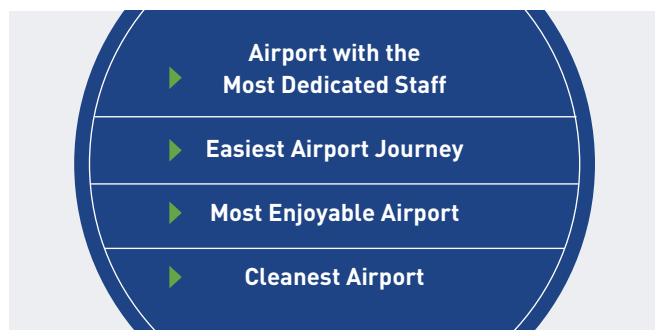 Airport with the
Most Dedicated Staff
Easiest Airport Journey
Most Enjoyable Airport
Cleanest Airport